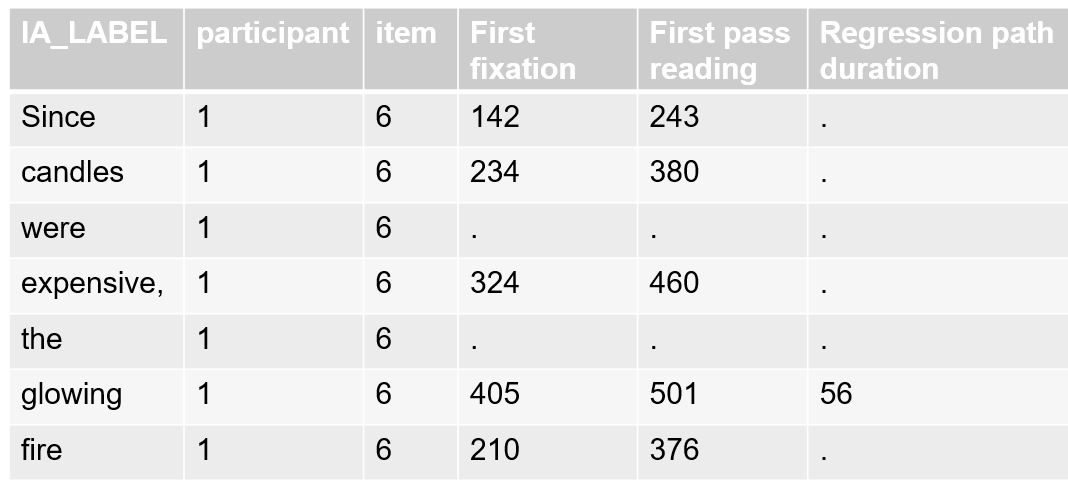 IA_LABEL participant item First fixation First pass reading Regression path duration
Since 1 6 142 243 .
candles 1 6 234 380 .
were 1 6 . . .
expensive, 1 6 324 460 .
the 1 6 . . .
glowing 1 6 405 501 56
fire 1 6 210 376 .